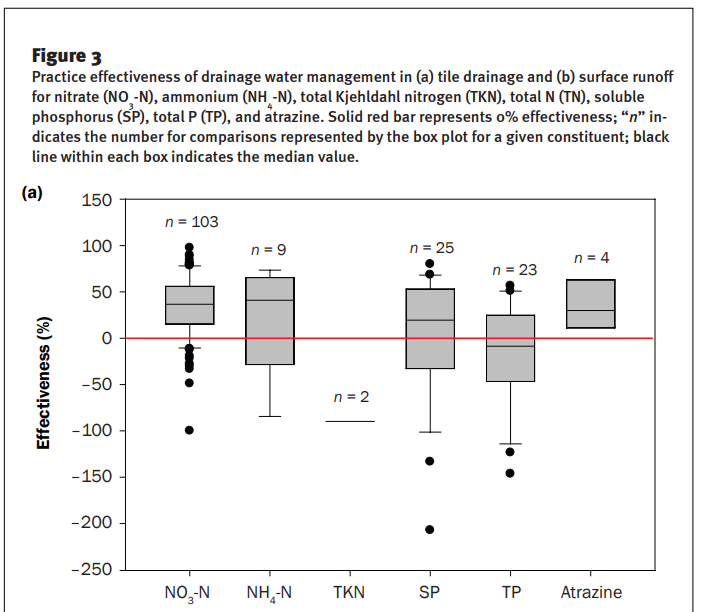 Figure 3
Practice effectiveness of drainage water management in (a) tile drainage and (b) surface runoff
for nitrate (NO₃-N), ammonium (NH₄-N), total Kjehldahl nitrogen (TKN), total N (TN), soluble
phosphorus (SP), total P (TP), and atrazine. Solid red bar represents 0% effectiveness; “n” in-
dicates the number for comparisons represented by the box plot for a given constituent; black
line within each box indicates the median value.
(a)
150
100
50
0
−50
−100
−150
−200
−250
Effectiveness (%)
n = 103
n = 9
n = 2
n = 25
n = 23
n = 4
NO₃-N
NH₄-N
TKN
SP
TP
Atrazine